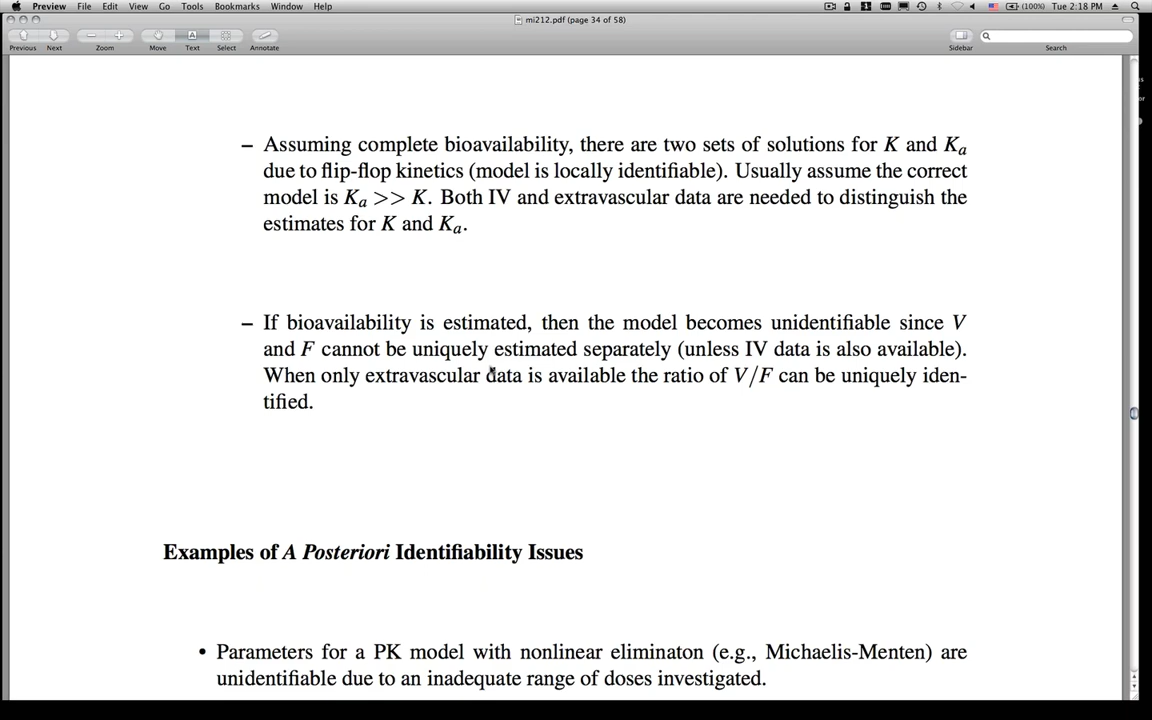 Preview File Edit View Go Tools Bookmarks Window Help (100%) Tue 2:18 PM
mi212.pdf (page 34 of 58)
Previous Next Zoom Move Text Select Annotate Sidebar Search
– Assuming complete bioavailability, there are two sets of solutions for K and Ka
due to flip-flop kinetics (model is locally identifiable). Usually assume the correct
model is Ka >> K. Both IV and extravascular data are needed to distinguish the
estimates for K and Ka.
– If bioavailability is estimated, then the model becomes unidentifiable since V
and F cannot be uniquely estimated separately (unless IV data is also available).
When only extravascular data is available the ratio of V/F can be uniquely iden-
tified.
Examples of A Posteriori Identifiability Issues
• Parameters for a PK model with nonlinear eliminaton (e.g., Michaelis-Menten) are
unidentifiable due to an inadequate range of doses investigated.